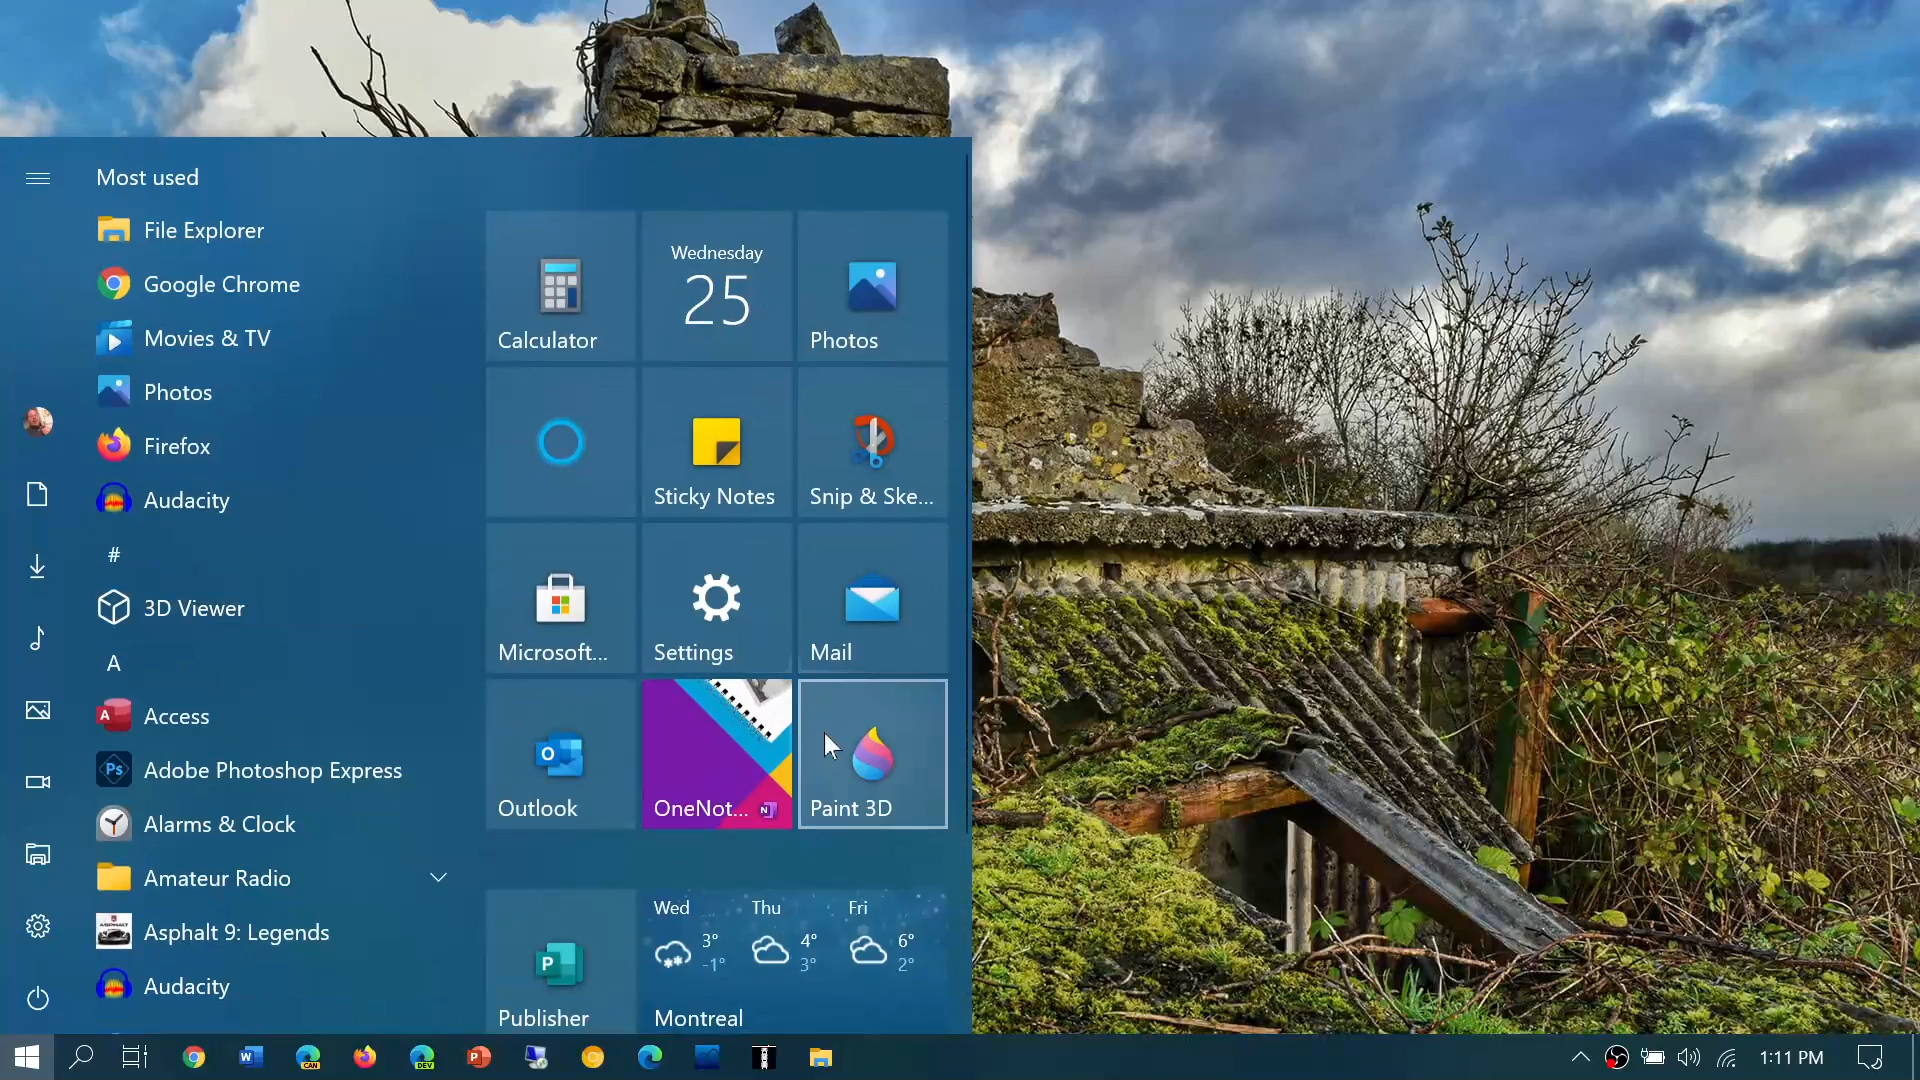 Most used
File Explorer
Google Chrome
Movies & TV
Photos
Firefox
Audacity
#
3D Viewer
A
Access
Adobe Photoshop Express
Alarms & Clock
Amateur Radio
Asphalt 9: Legends
Audacity
Calculator
Wednesday
25
Photos
Sticky Notes
Snip & Ske...
Microsoft...
Settings
Mail
Outlook
OneNot...
Paint 3D
Publisher
Wed Thu Fri
3° 4° 6°
-1° 3° 2°
Montreal
CAN
DEV
1:11 PM